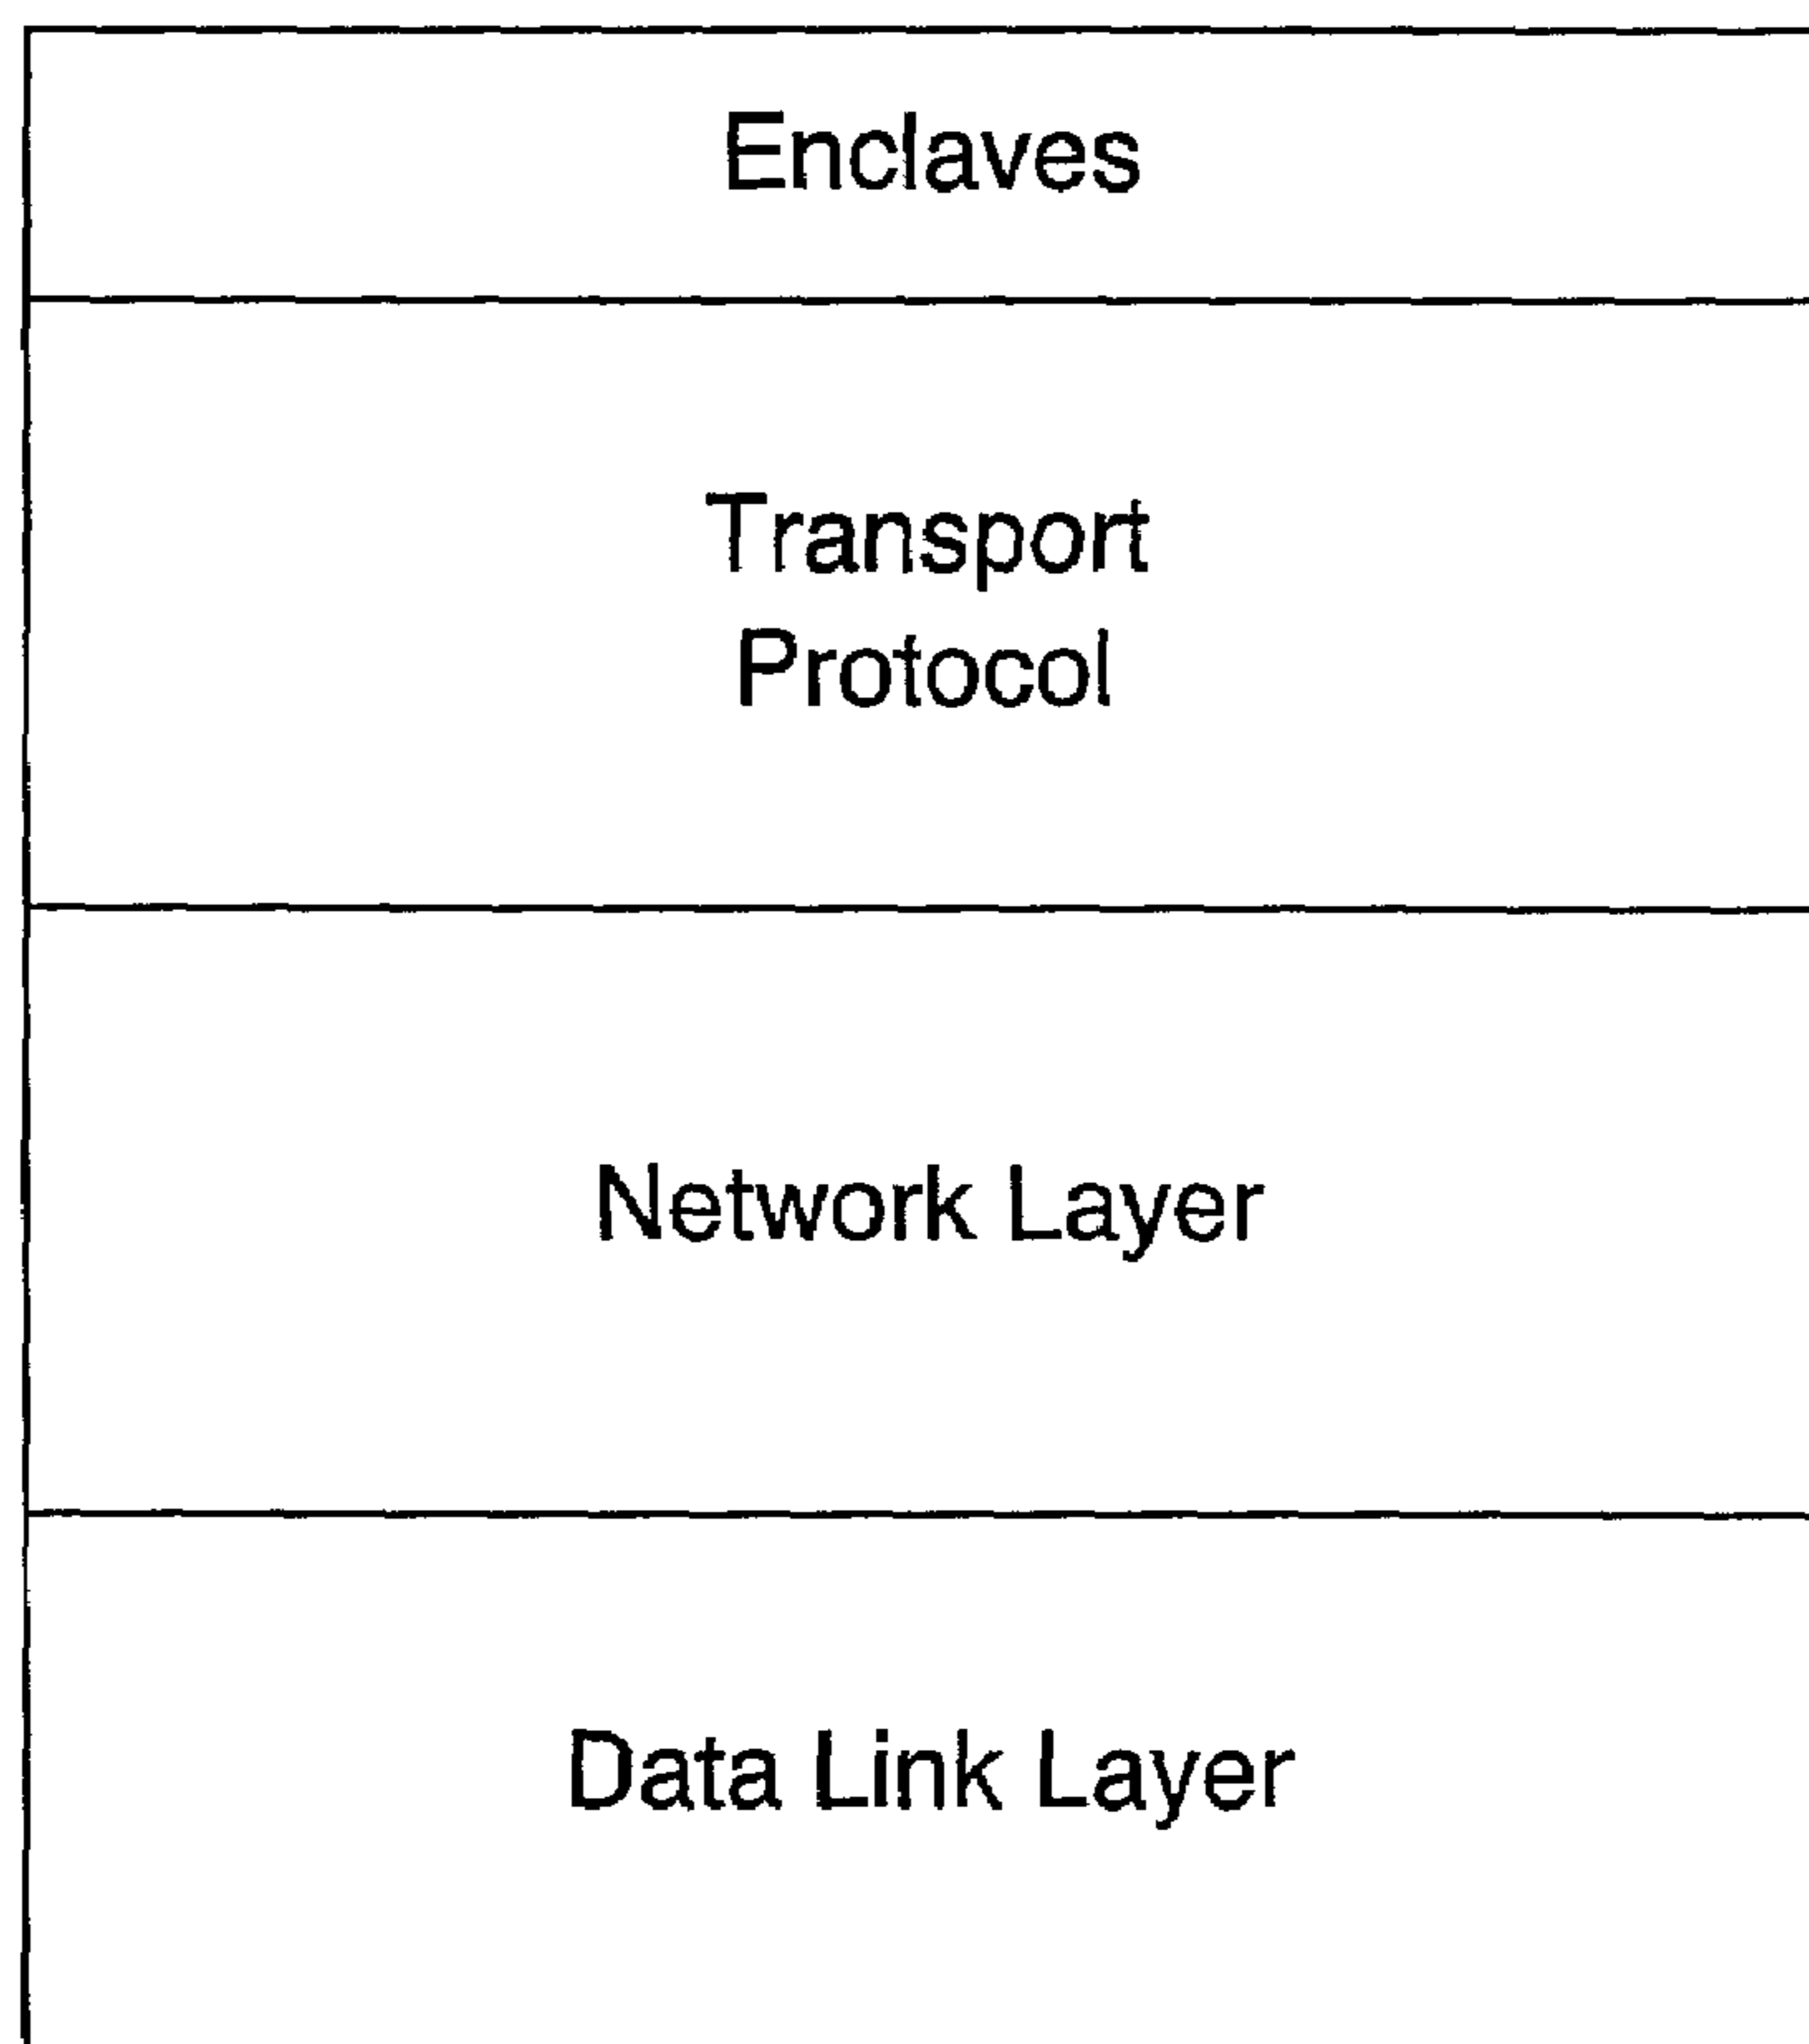 Enclaves
Transport
Protocol
Network Layer
Data Link Layer